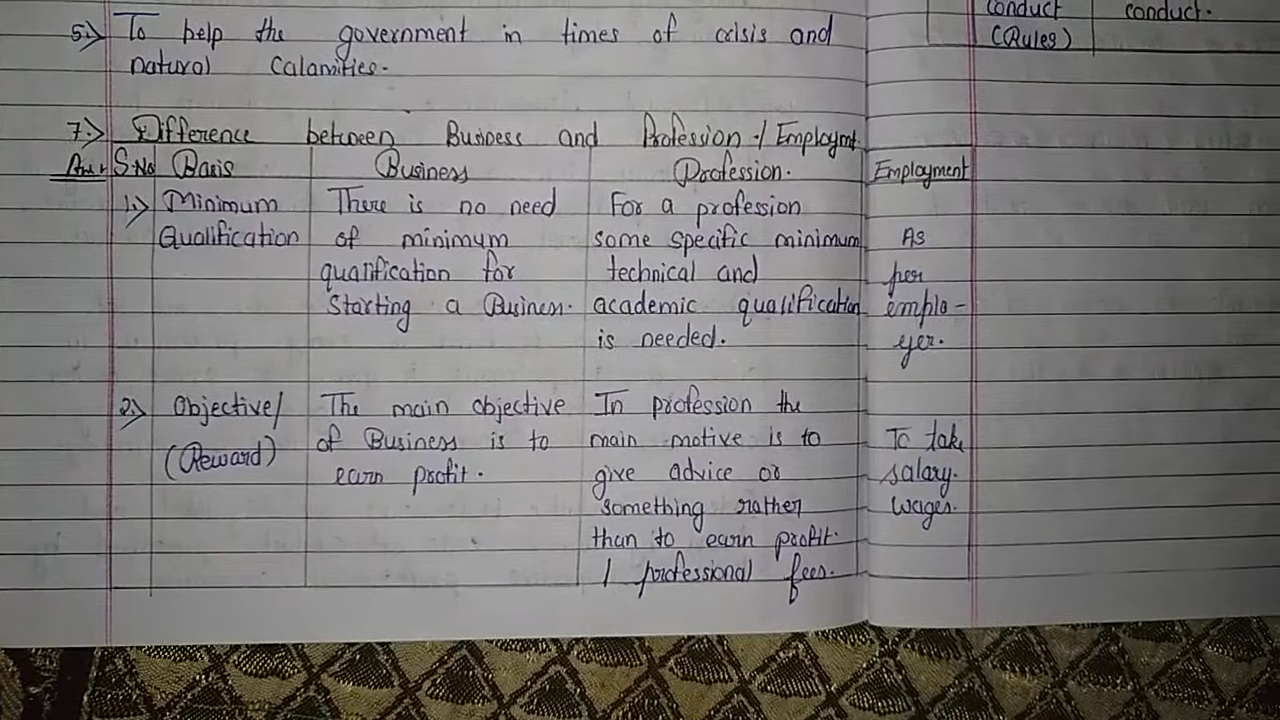 5.> To help the government in times of crisis and
natural Calamities.
conduct conduct.
(Rules)
7.> Difference between Business and Profession / Employmt.
Ans: S.No Basis Business Profession. Employment
1.> Minimum There is no need For a profession
Qualification of minimum some specific minimum As
qualification for technical and per
Starting a Business. academic qualification emplo-
is needed. yer.
2.> Objective/ The main objective In profession the
(Reward) of Business is to main motive is to To take
earn profit. give advice or salary.
something rather wages.
than to earn profit.
/ professional fees.